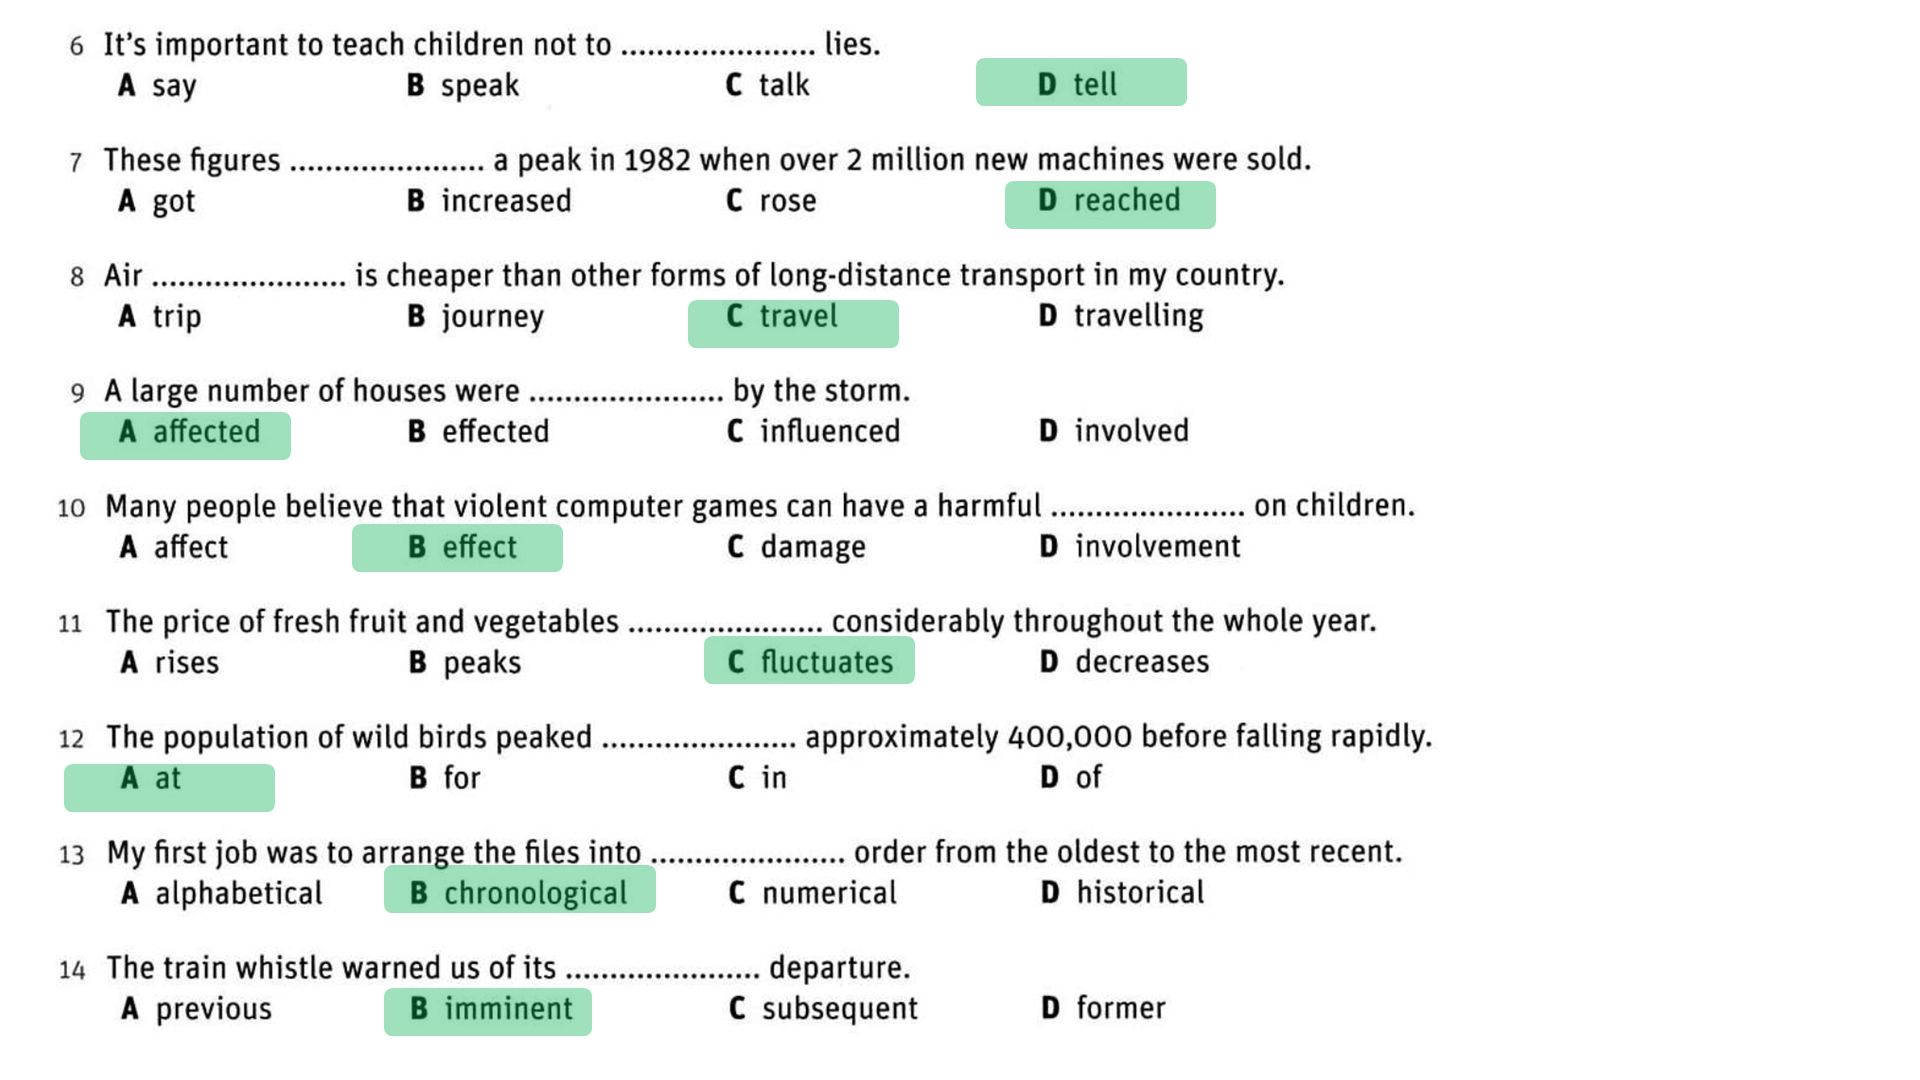 6 It's important to teach children not to ...................... lies.
A say B speak C talk D tell
7 These figures ...................... a peak in 1982 when over 2 million new machines were sold.
A got B increased C rose D reached
8 Air ...................... is cheaper than other forms of long-distance transport in my country.
A trip B journey C travel D travelling
9 A large number of houses were ...................... by the storm.
A affected B effected C influenced D involved
10 Many people believe that violent computer games can have a harmful ...................... on children.
A affect B effect C damage D involvement
11 The price of fresh fruit and vegetables ...................... considerably throughout the whole year.
A rises B peaks C fluctuates D decreases
12 The population of wild birds peaked ...................... approximately 400,000 before falling rapidly.
A at B for C in D of
13 My first job was to arrange the files into ...................... order from the oldest to the most recent.
A alphabetical B chronological C numerical D historical
14 The train whistle warned us of its ...................... departure.
A previous B imminent C subsequent D former